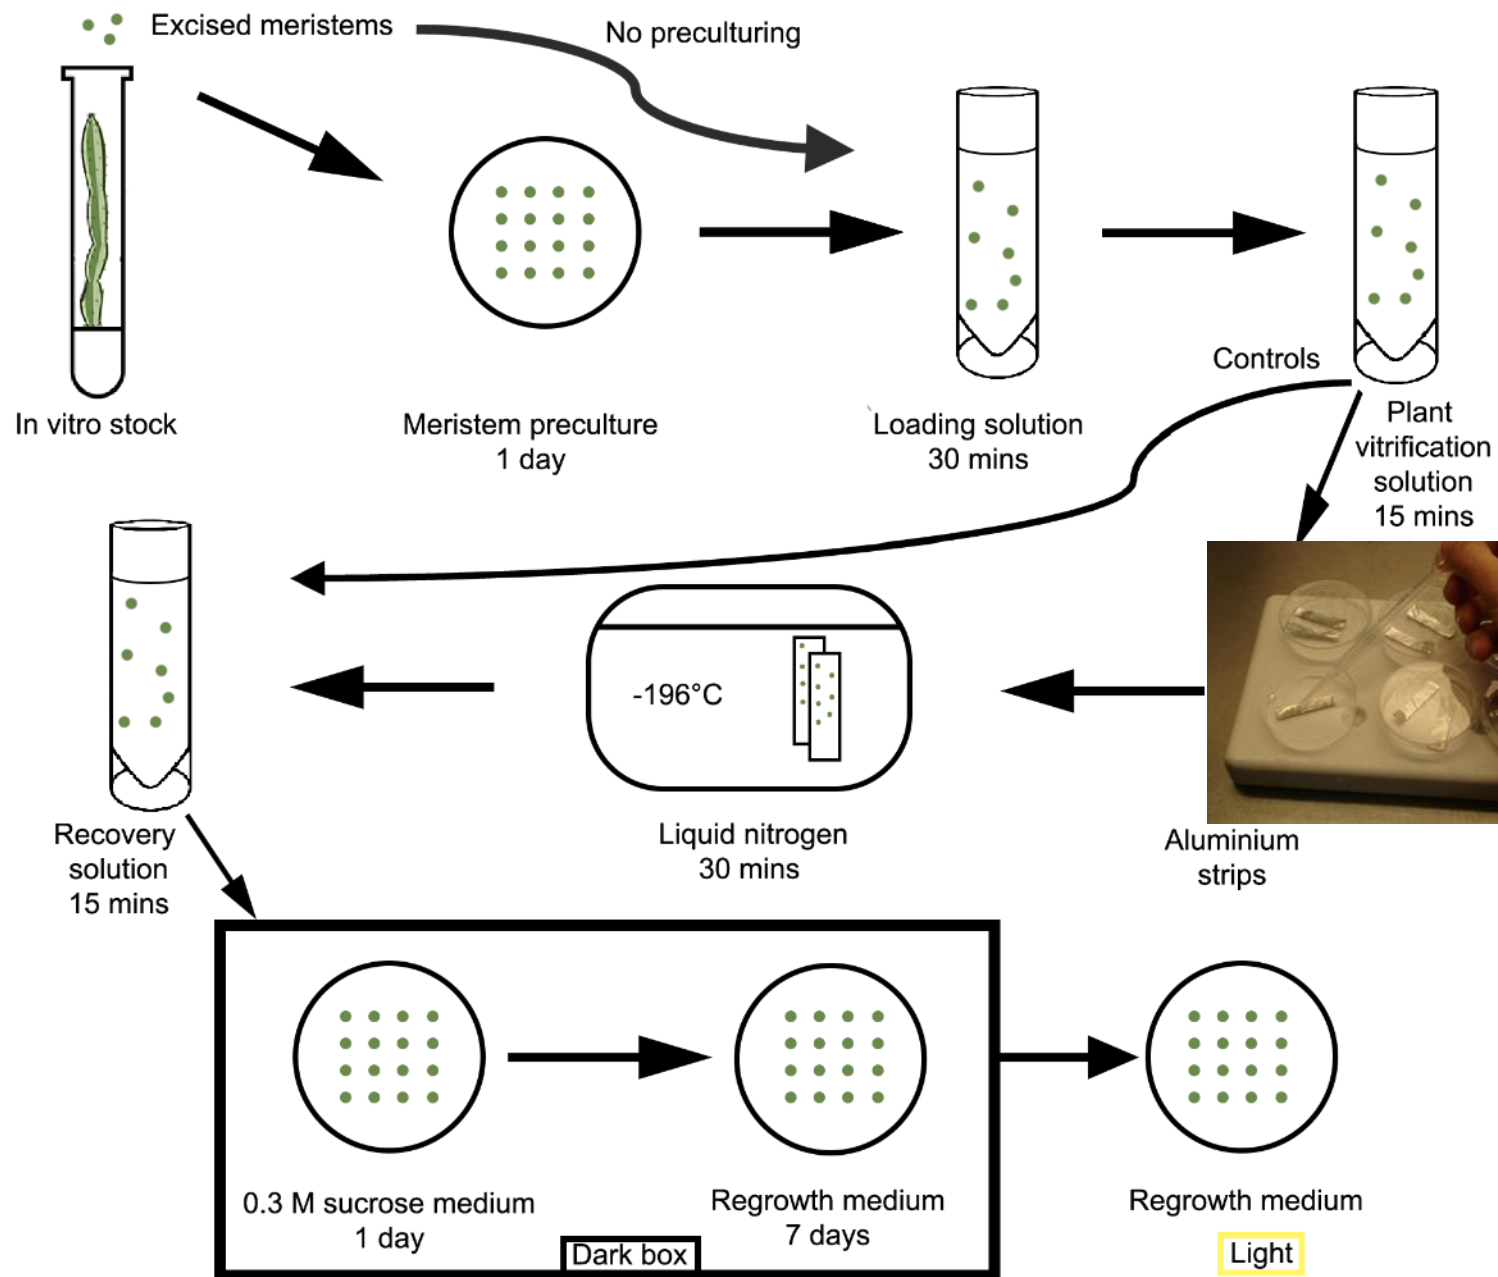 Excised meristems
No preculturing
In vitro stock
Meristem preculture
1 day
Loading solution
30 mins
Controls
Plant
vitrification
solution
15 mins
Recovery
solution
15 mins
-196°C
Liquid nitrogen
30 mins
Aluminium
strips
0.3 M sucrose medium
1 day
Regrowth medium
7 days
Dark box
Regrowth medium
Light